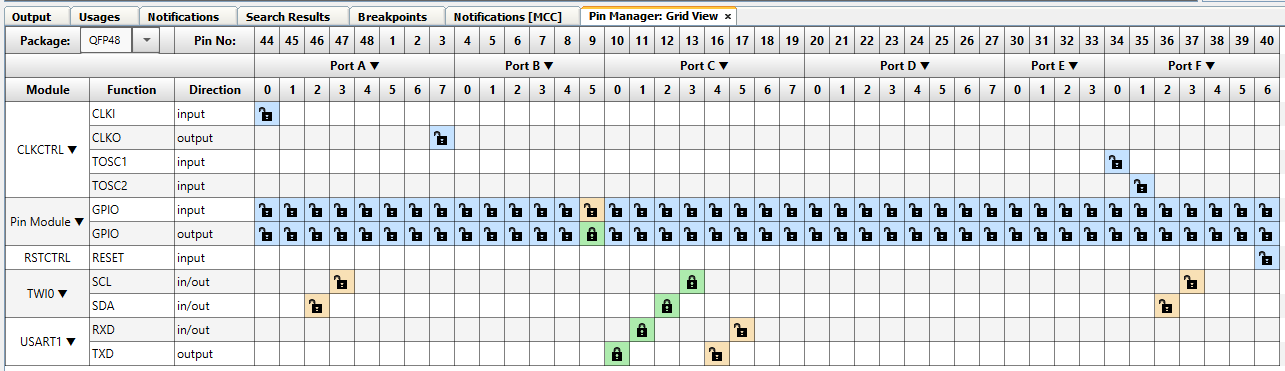 Output Usages Notifications Search Results Breakpoints Notifications [MCC] Pin Manager: Grid View ×
Package: QFP48 ▼ Pin No: 44 45 46 47 48 1 2 3 4 5 6 7 8 9 10 11 12 13 14 15 16 17 18 19 20 21 22 23 24 25 26 27 30 31 32 33 34 35 36 37 38 39 40
Port A ▼ Port B ▼ Port C ▼ Port D ▼ Port E ▼ Port F ▼
Module Function Direction 0 1 2 3 4 5 6 7 0 1 2 3 4 5 0 1 2 3 4 5 6 7 0 1 2 3 4 5 6 7 0 1 2 3 0 1 2 3 4 5 6
CLKCTRL ▼
CLKI input
CLKO output
TOSC1 input
TOSC2 input
Pin Module ▼
GPIO input
GPIO output
RSTCTRL RESET input
TWI0 ▼
SCL in/out
SDA in/out
USART1 ▼
RXD in/out
TXD output